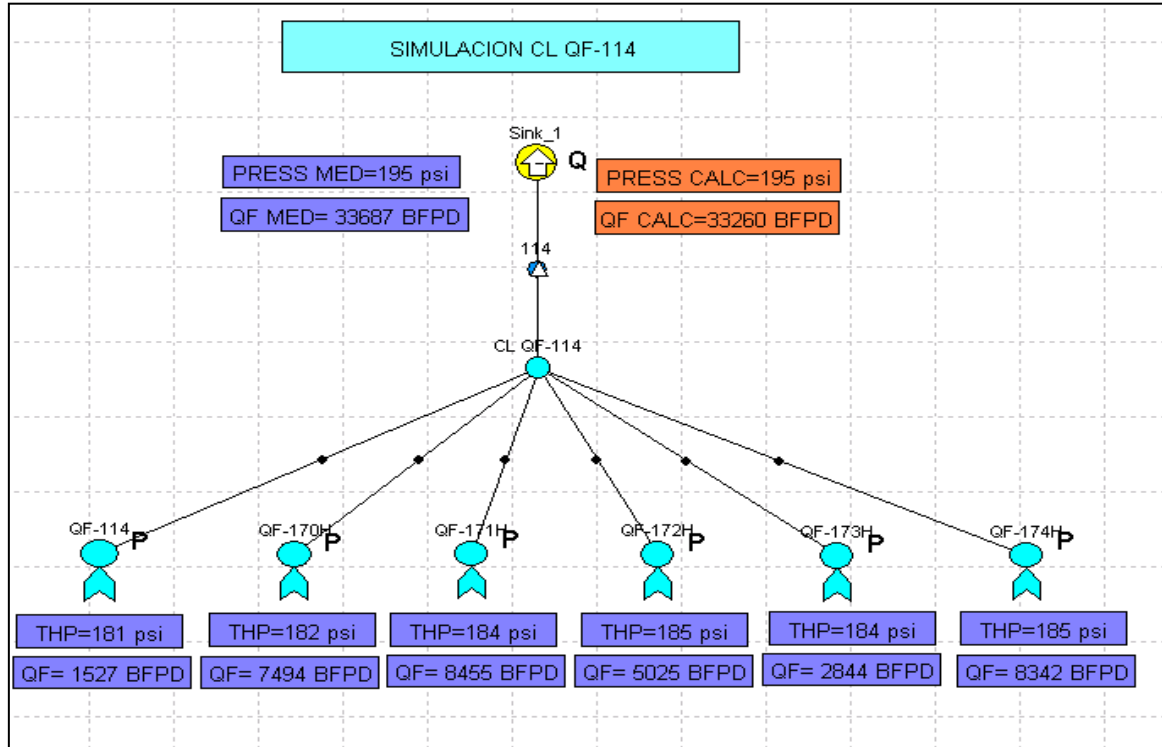 SIMULACION CL QF-114
Sink_1
Q
PRESS MED=195 psi
PRESS CALC=195 psi
QF MED= 33687 BFPD
QF CALC=33260 BFPD
114
CL QF-114
QF-114 P
QF-170H P
QF-171H P
QF-172H P
QF-173H P
QF-174H P
THP=181 psi
THP=182 psi
THP=184 psi
THP=185 psi
THP=184 psi
THP=185 psi
QF= 1527 BFPD
QF= 7494 BFPD
QF= 8455 BFPD
QF= 5025 BFPD
QF= 2844 BFPD
QF= 8342 BFPD